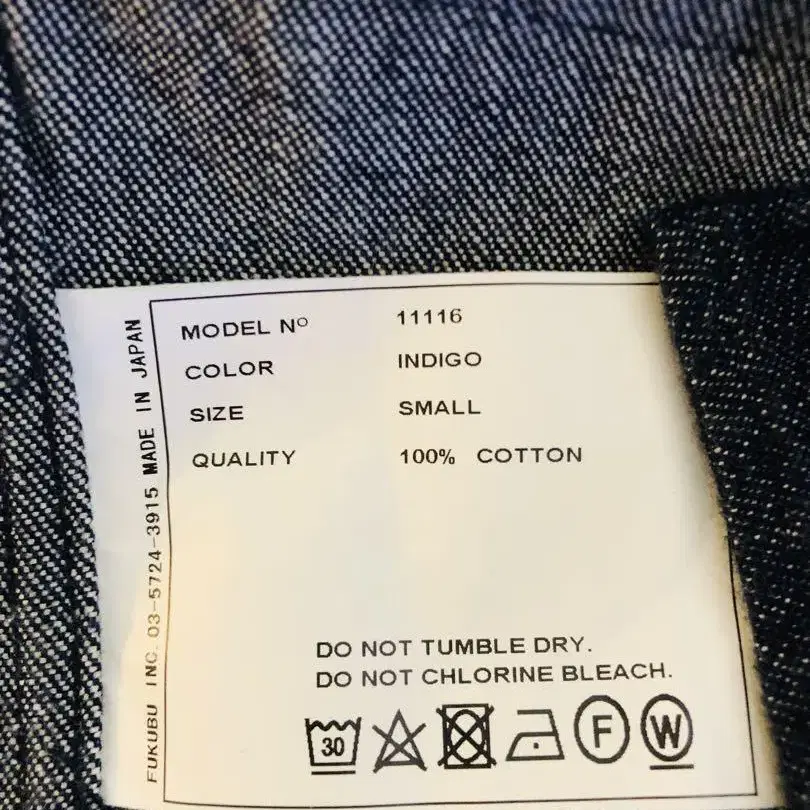 MODEL Nº 11116
COLOR INDIGO
SIZE SMALL
QUALITY 100% COTTON
DO NOT TUMBLE DRY.
DO NOT CHLORINE BLEACH.
30
F
W
FUKUBU INC. 03-5724-3915 MADE IN JAPAN